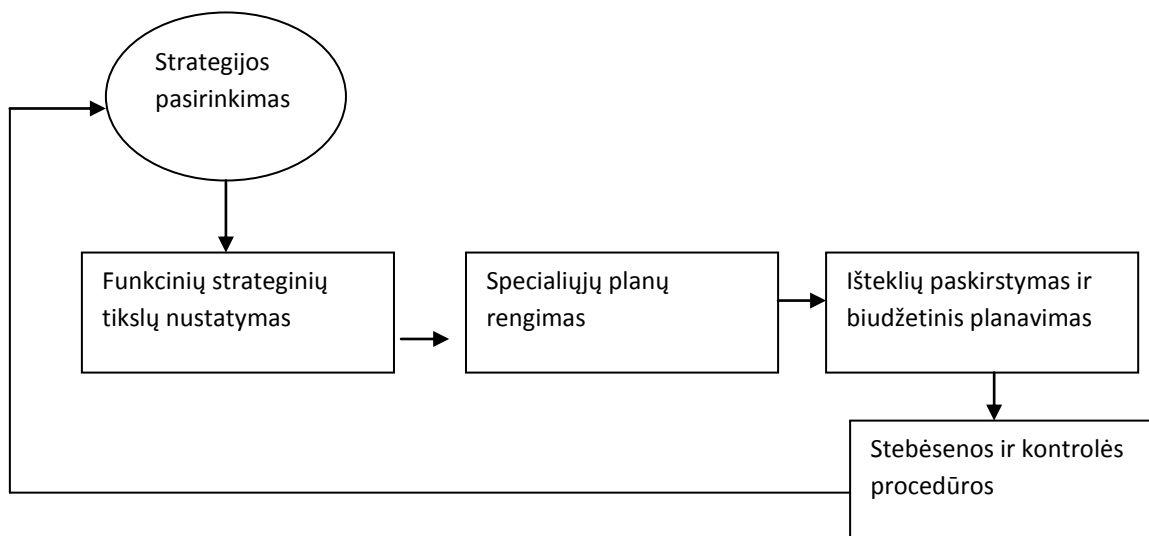 Strategijos
pasirinkimas
Funkcinių strateginių
tikslų nustatymas
Specialiųjų planų
rengimas
Išteklių paskirstymas ir
biudžetinis planavimas
Stebėsenos ir kontrolės
procedūros